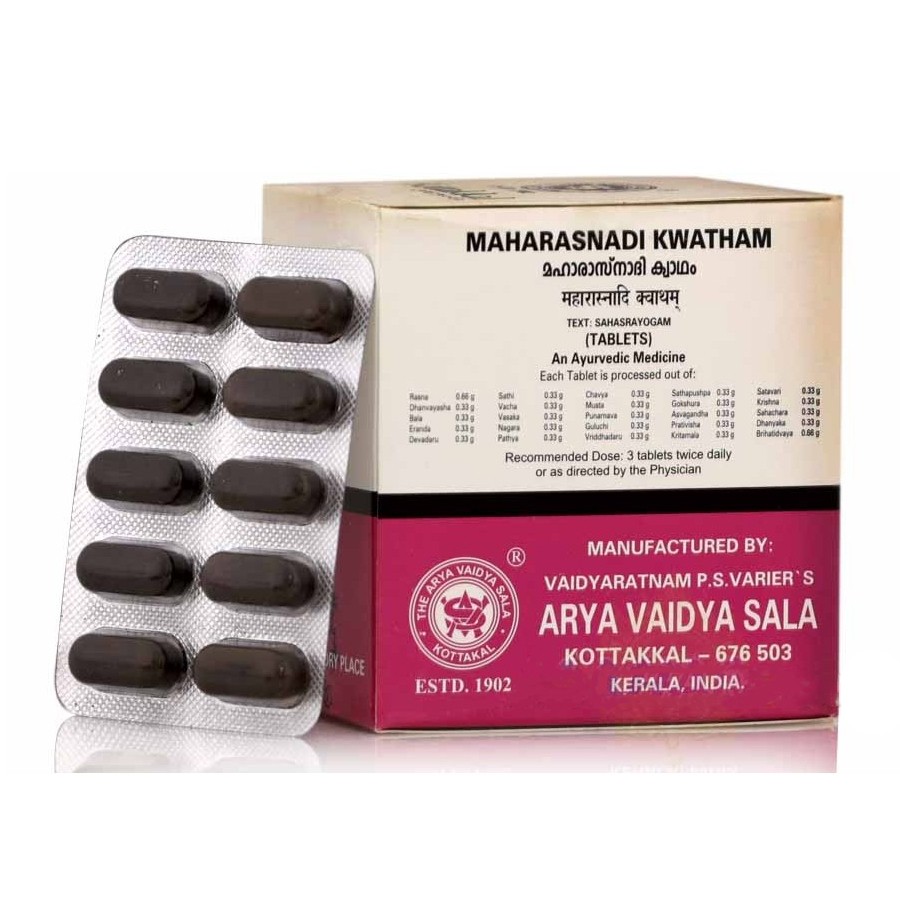 MAHARASNADI KWATHAM
മഹാരാസ്നാദി ക്വാഥം
महारास्नादि क्वाथम्
TEXT: SAHASRAYOGAM
(TABLETS)
An Ayurvedic Medicine
Each Tablet is processed out of:
Rasna 0.66 g Sathi 0.33 g Chavya 0.33 g Sathapushpa 0.33 g Satavari 0.33 g
Dhanvayasha 0.33 g Vacha 0.33 g Musta 0.33 g Gokshura 0.33 g Krishna 0.33 g
Bala 0.33 g Vasaka 0.33 g Punarnava 0.33 g Asvagandha 0.33 g Sahachara 0.33 g
Eranda 0.33 g Nagara 0.33 g Guluchi 0.33 g Prativisha 0.33 g Dhanyaka 0.33 g
Devadaru 0.33 g Pathya 0.33 g Vriddhadaru 0.33 g Kritamala 0.33 g Brihatidvaya 0.66 g
Recommended Dose: 3 tablets twice daily
or as directed by the Physician
MANUFACTURED BY:
VAIDYARATNAM P.S.VARIER`S
ARYA VAIDYA SALA
KOTTAKKAL – 676 503
KERALA, INDIA.
THE ARYA VAIDYA SALA
KOTTAKAL
®
ESTD. 1902
DRY PLACE